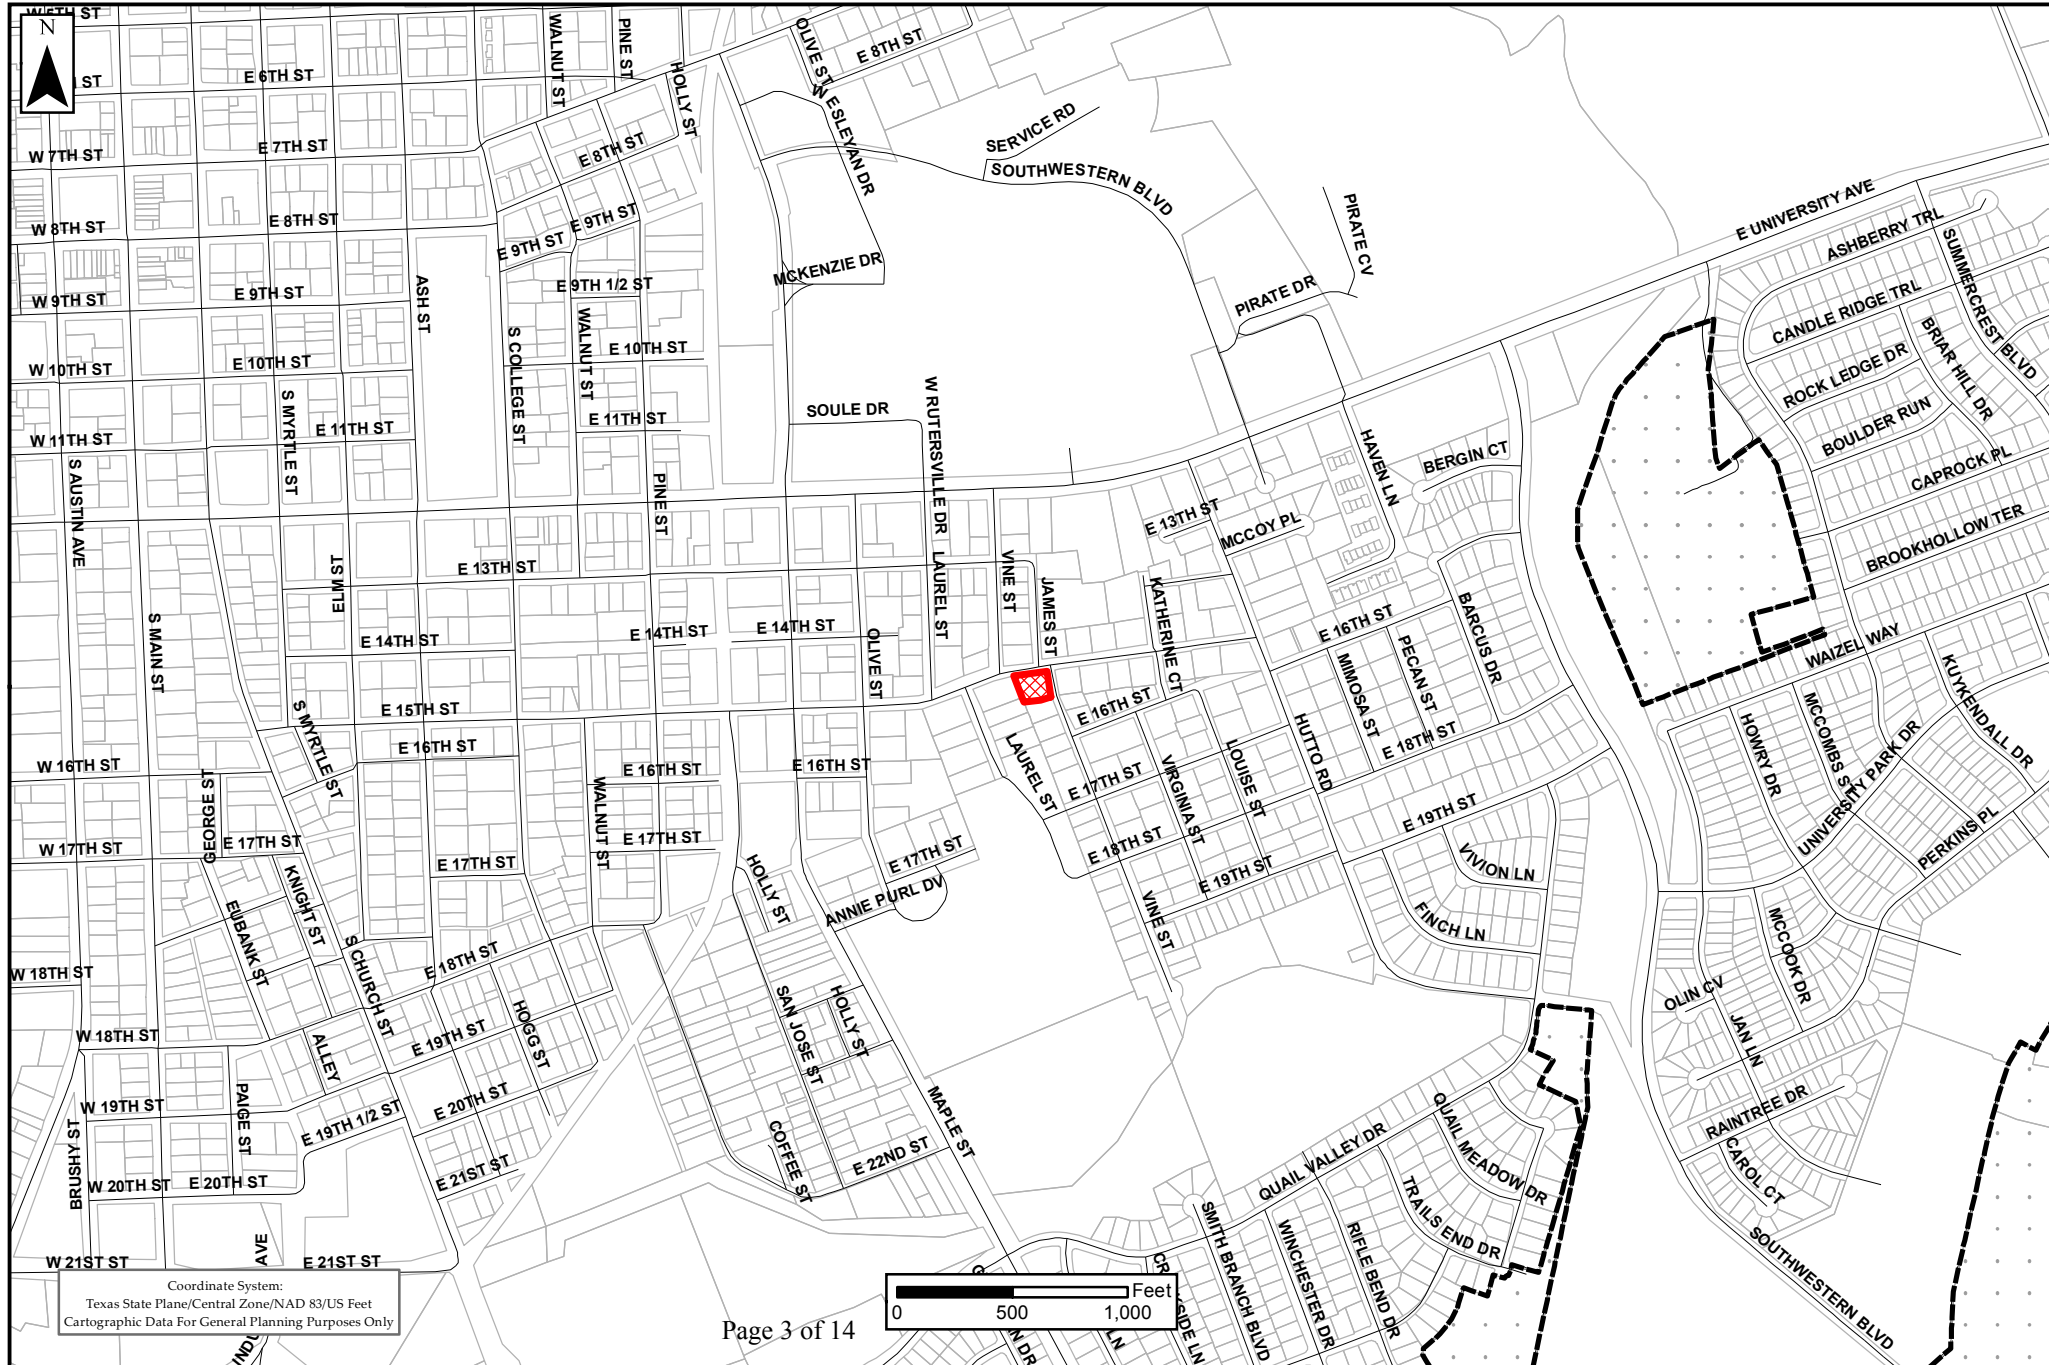 W 5TH ST
N
WALNUT ST
PINE ST
OLIVE ST
E 8TH ST
E 6TH ST
HOLLY ST
W ESLEYAN DR
SERVICE RD
W 7TH ST
E 7TH ST
E 8TH ST
SOUTHWESTERN BLVD
PIRATE CV
E UNIVERSITY AVE
ASHBERRY TRL
W 8TH ST
E 8TH ST
E 9TH ST
E 9TH ST
SUMMERCREST BLVD
MCKENZIE DR
W 9TH ST
E 9TH ST
ASH ST
E 9TH 1/2 ST
PIRATE DR
CANDLE RIDGE TRL
WALNUT ST
S COLLEGE ST
E 10TH ST
BRIAR HILL DR
W 10TH ST
E 10TH ST
ROCK LEDGE DR
S MYRTLE ST
W RUTERSVILLE DR
SOULE DR
E 11TH ST
BOULDER RUN
W 11TH ST
E 11TH ST
HAVEN LN
BERGIN CT
CAPROCK PL
S AUSTIN AVE
PINE ST
E 13TH ST
MCCOY PL
BROOKHOLLOW TER
ELM ST
E 13TH ST
LAUREL ST
VINE ST
JAMES ST
KATHERINE CT
BARCUS DR
S MAIN ST
E 14TH ST
E 14TH ST
E 14TH ST
OLIVE ST
E 16TH ST
MIMOSA ST
PECAN ST
WAIZEL WAY
KUYKENDALL DR
S MYRTLE ST
E 15TH ST
E 16TH ST
HUTTO RD
E 18TH ST
HOWRY DR
MCCOMBS ST
UNIVERSITY PARK DR
E 16TH ST
W 16TH ST
GEORGE ST
WALNUT ST
E 16TH ST
E 16TH ST
LAUREL ST
E 17TH ST
VIRGINIA ST
LOUISE ST
E 19TH ST
PERKINS PL
W 17TH ST
E 17TH ST
E 17TH ST
E 17TH ST
E 17TH ST
E 18TH ST
VIVION LN
KNIGHT ST
EUBANK ST
HOLLY ST
ANNIE PURL DV
E 19TH ST
VINE ST
FINCH LN
MCCOOK DR
W 18TH ST
S CHURCH ST
E 18TH ST
SAN JOSE ST
HOLLY ST
OLIN CV
JAN LN
HOGG ST
W 18TH ST
ALLEY
E 19TH ST
W 19TH ST
PAIGE ST
E 19TH 1/2 ST
E 20TH ST
MAPLE ST
QUAIL VALLEY DR
QUAIL MEADOW DR
RAINTREE DR
CAROL CT
BRUSHY ST
COFFEE ST
E 22ND ST
E 21ST ST
W 20TH ST
E 20TH ST
TRAILS END DR
SMITH BRANCH BLVD
WINCHESTER DR
RIFLE BEND DR
SOUTHWESTERN BLVD
W 21ST ST
AVE
E 21ST ST
Coordinate System:
Texas State Plane/Central Zone/NAD 83/US Feet
Cartographic Data For General Planning Purposes Only
Feet
0 500 1,000
Page 3 of 14
LN